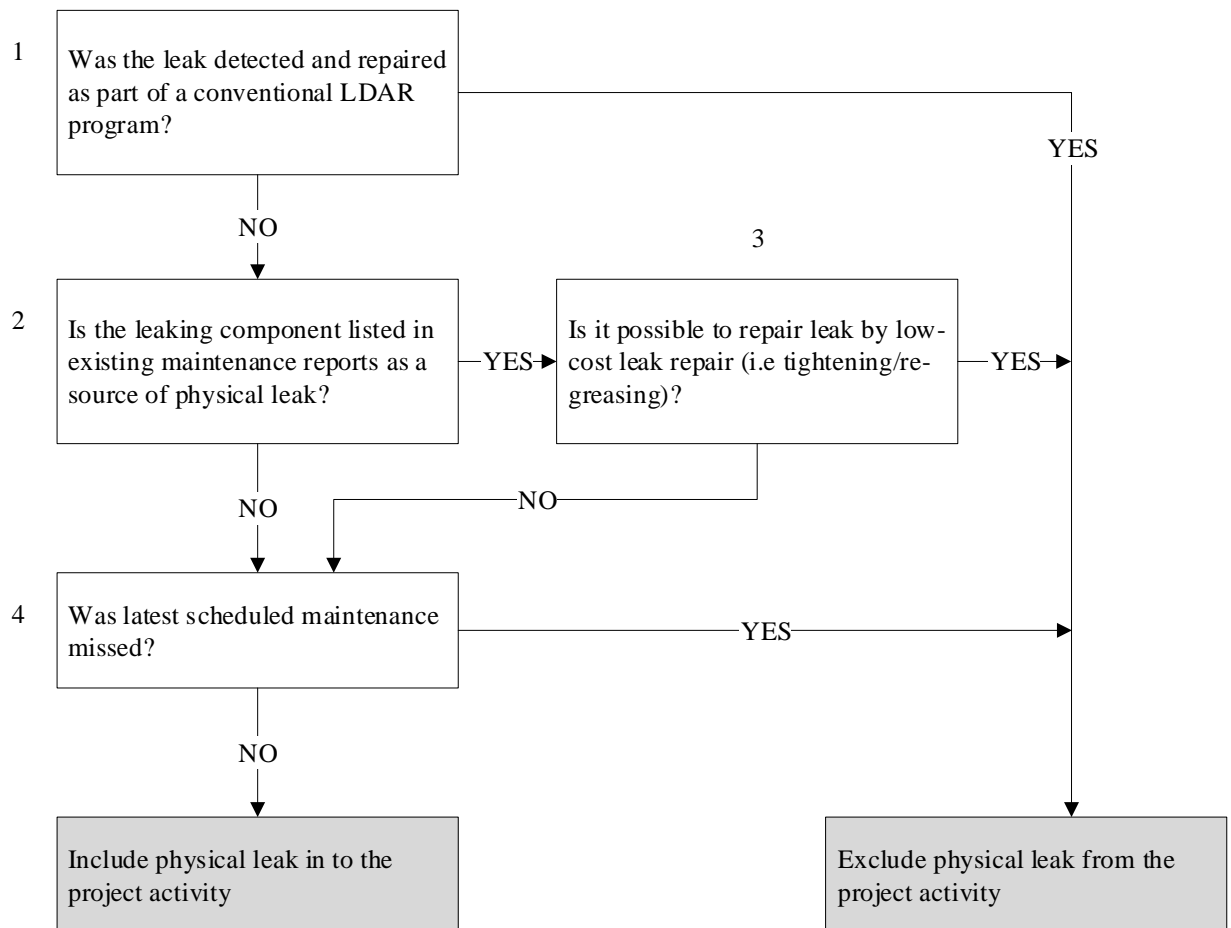 1
Was the leak detected and repaired
as part of a conventional LDAR
program?
YES
NO
3
2
Is the leaking component listed in
existing maintenance reports as a
source of physical leak?
YES
Is it possible to repair leak by low-
cost leak repair (i.e tightening/re-
greasing)?
YES
NO
NO
4
Was latest scheduled maintenance
missed?
YES
NO
Include physical leak in to the
project activity
Exclude physical leak from the
project activity